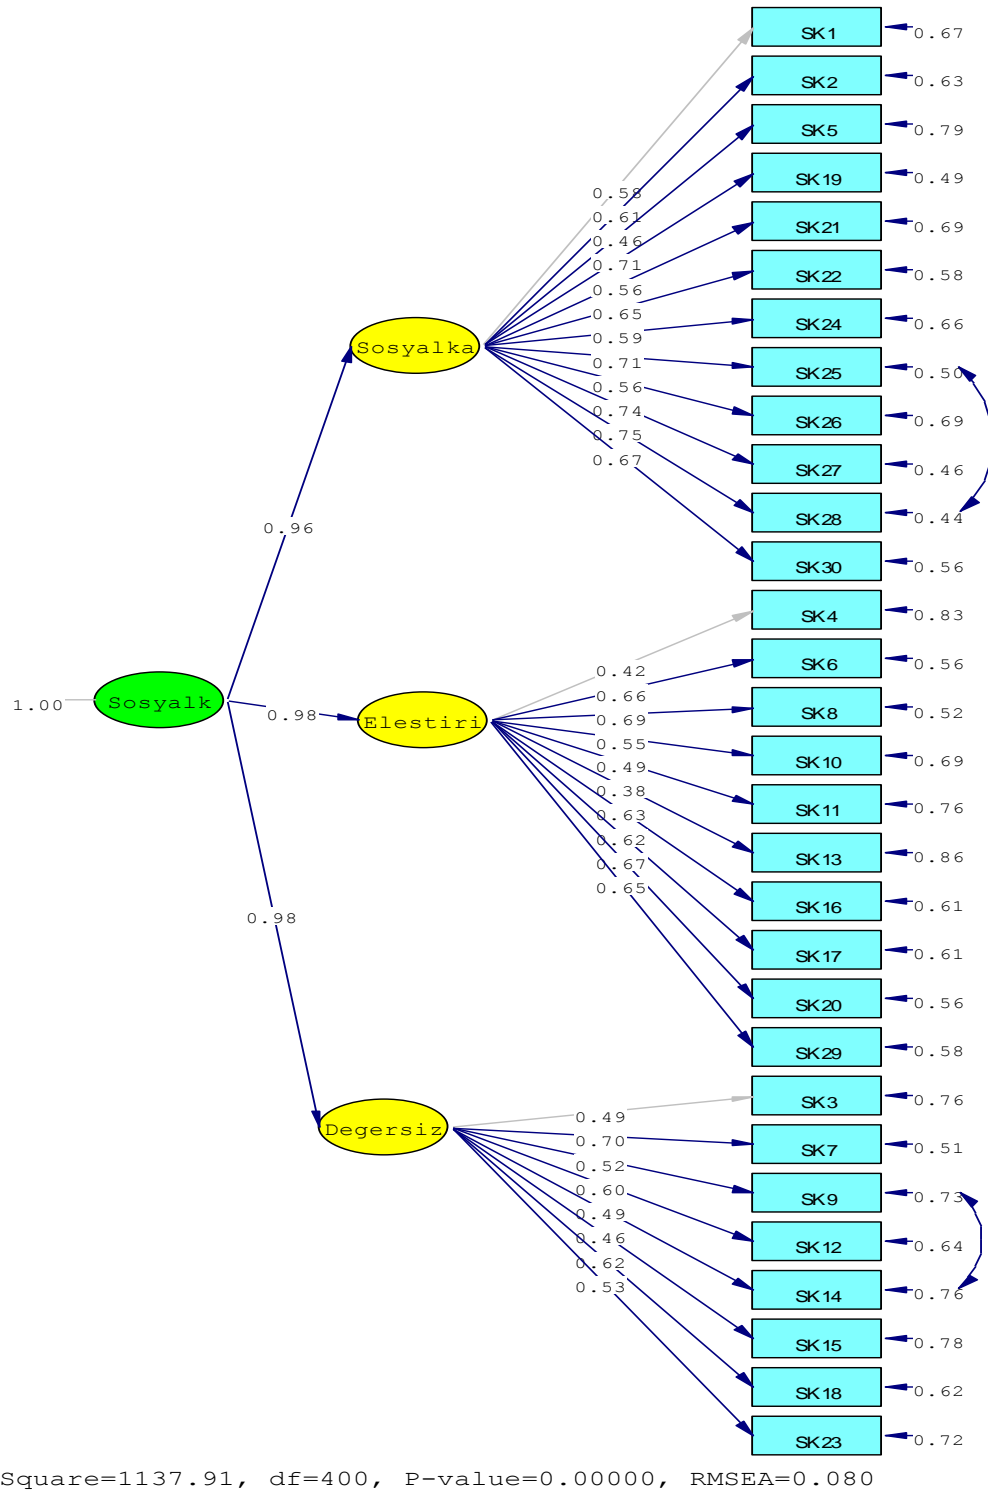 SK1 0.67
SK2 0.63
SK5 0.79
SK19 0.49
0.58
0.61
SK21 0.69
0.46
0.71
SK22 0.58
0.56
0.65
SK24 0.66
0.59
Sosyalka
0.71
SK25 0.50
0.56
0.74
SK26 0.69
0.75
0.67
SK27 0.46
SK28 0.44
0.96
SK30 0.56
SK4 0.83
0.42
SK6 0.56
0.66
1.00 Sosyalk 0.98 Elestiri
0.69
SK8 0.52
0.55
0.49
SK10 0.69
0.38
0.63
SK11 0.76
0.62
0.67
SK13 0.86
0.65
SK16 0.61
0.98
SK17 0.61
SK20 0.56
SK29 0.58
SK3 0.76
0.49
Degersiz
0.70
SK7 0.51
0.52
0.60
SK9 0.73
0.49
0.46
SK12 0.64
0.62
0.53
SK14 0.76
SK15 0.78
SK18 0.62
SK23 0.72
Square=1137.91, df=400, P-value=0.00000, RMSEA=0.080